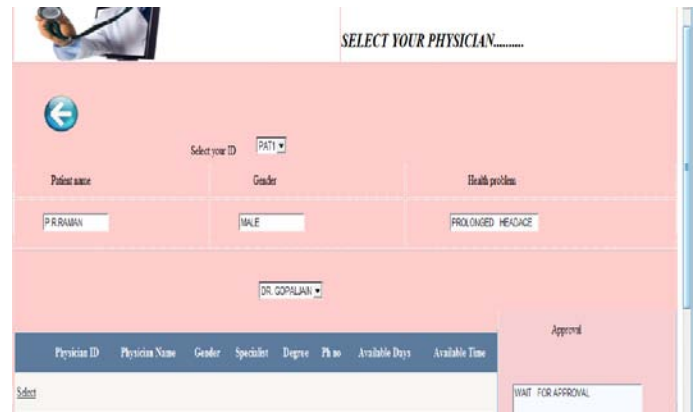 SELECT YOUR PHYSICIAN..........
Select your ID PAT1
Patient name Gender Health problem
P.R.RAMAN MALE PROLONGED HEADACE
DR. GOPALJAIN
Approval
Physician ID Physician Name Gender Specialist Degree Ph no Available Days Available Time
Select
WAIT FOR APPROVAL